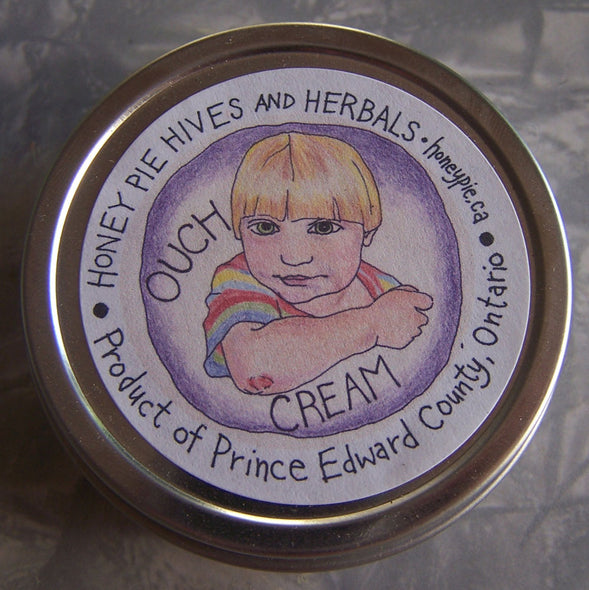 HONEY PIE HIVES AND HERBALS • honeypie.ca
OUCH
CREAM
Product of Prince Edward County, Ontario